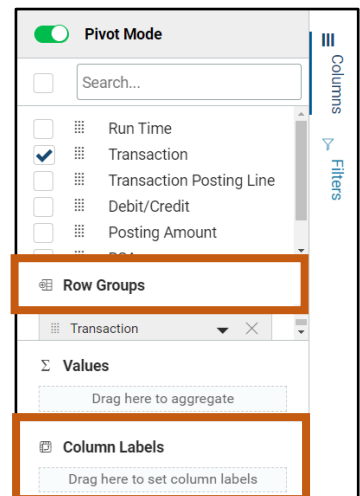 Pivot Mode
Search...
Run Time
Transaction
Transaction Posting Line
Debit/Credit
Posting Amount
Row Groups
Transaction
Σ Values
Drag here to aggregate
Column Labels
Drag here to set column labels
Columns
Filters